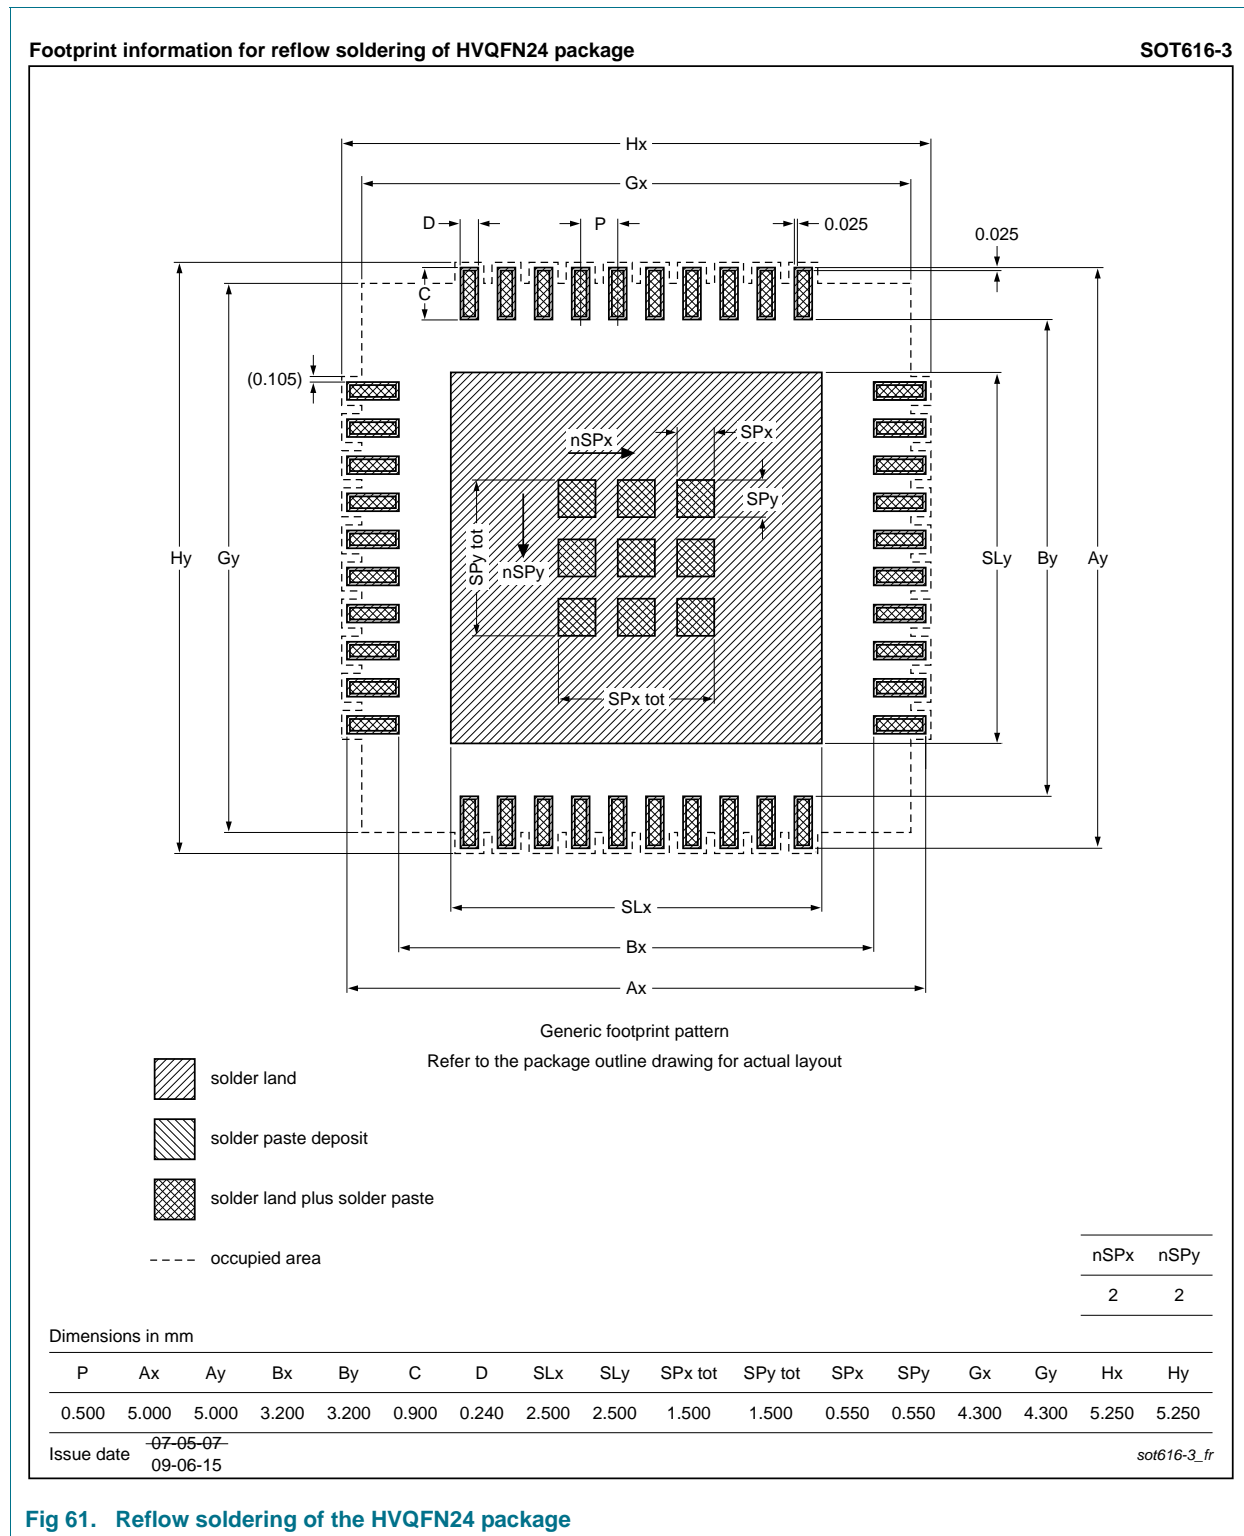 Footprint information for reflow soldering of HVQFN24 package SOT616-3
Hx
Gx
D P 0.025
0.025
C
(0.105)
nSPx SPx
SPy
SPy tot
nSPy
Hy Gy SLy By Ay
SPx tot
SLx
Bx
Ax
Generic footprint pattern
Refer to the package outline drawing for actual layout
solder land
solder paste deposit
solder land plus solder paste
occupied area
nSPx nSPy
2 2
Dimensions in mm
P Ax Ay Bx By C D SLx SLy SPx tot SPy tot SPx SPy Gx Gy Hx Hy
0.500 5.000 5.000 3.200 3.200 0.900 0.240 2.500 2.500 1.500 1.500 0.550 0.550 4.300 4.300 5.250 5.250
Issue date 07-05-07
09-06-15
sot616-3_fr
Fig 61. Reflow soldering of the HVQFN24 package